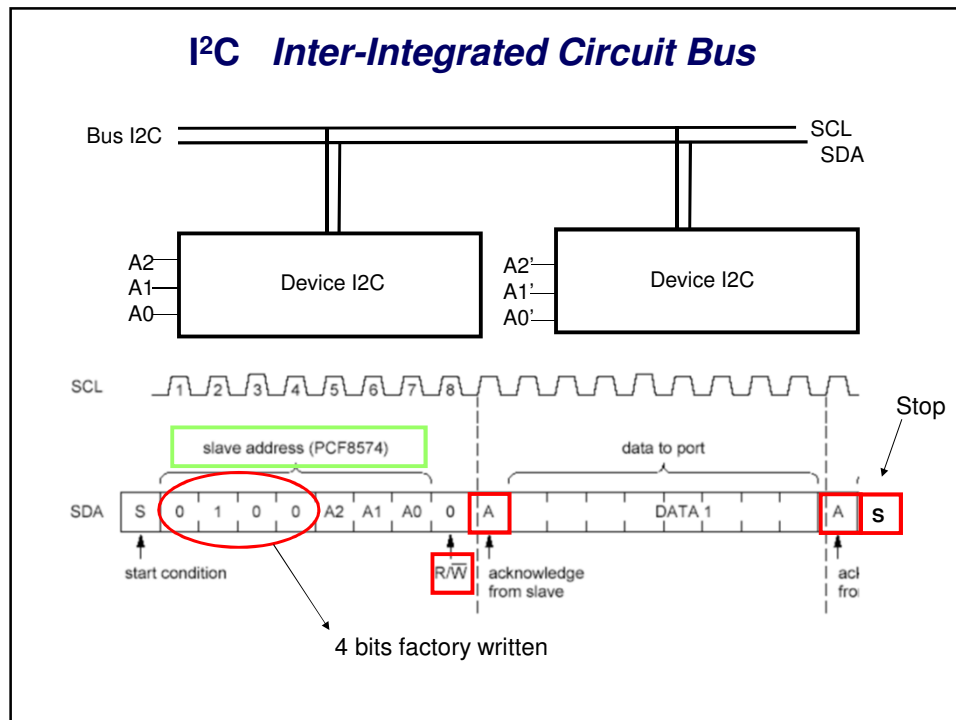 I²C Inter-Integrated Circuit Bus
Bus I2C
SCL
SDA
A2
A1
A0
Device I2C
A2'
A1'
A0'
Device I2C
SCL 1 2 3 4 5 6 7 8
Stop
slave address (PCF8574) data to port
SDA S 0 1 0 0 A2 A1 A0 0 A DATA 1 A S
start condition R/W̅ acknowledge
from slave
ack
4 bits factory written